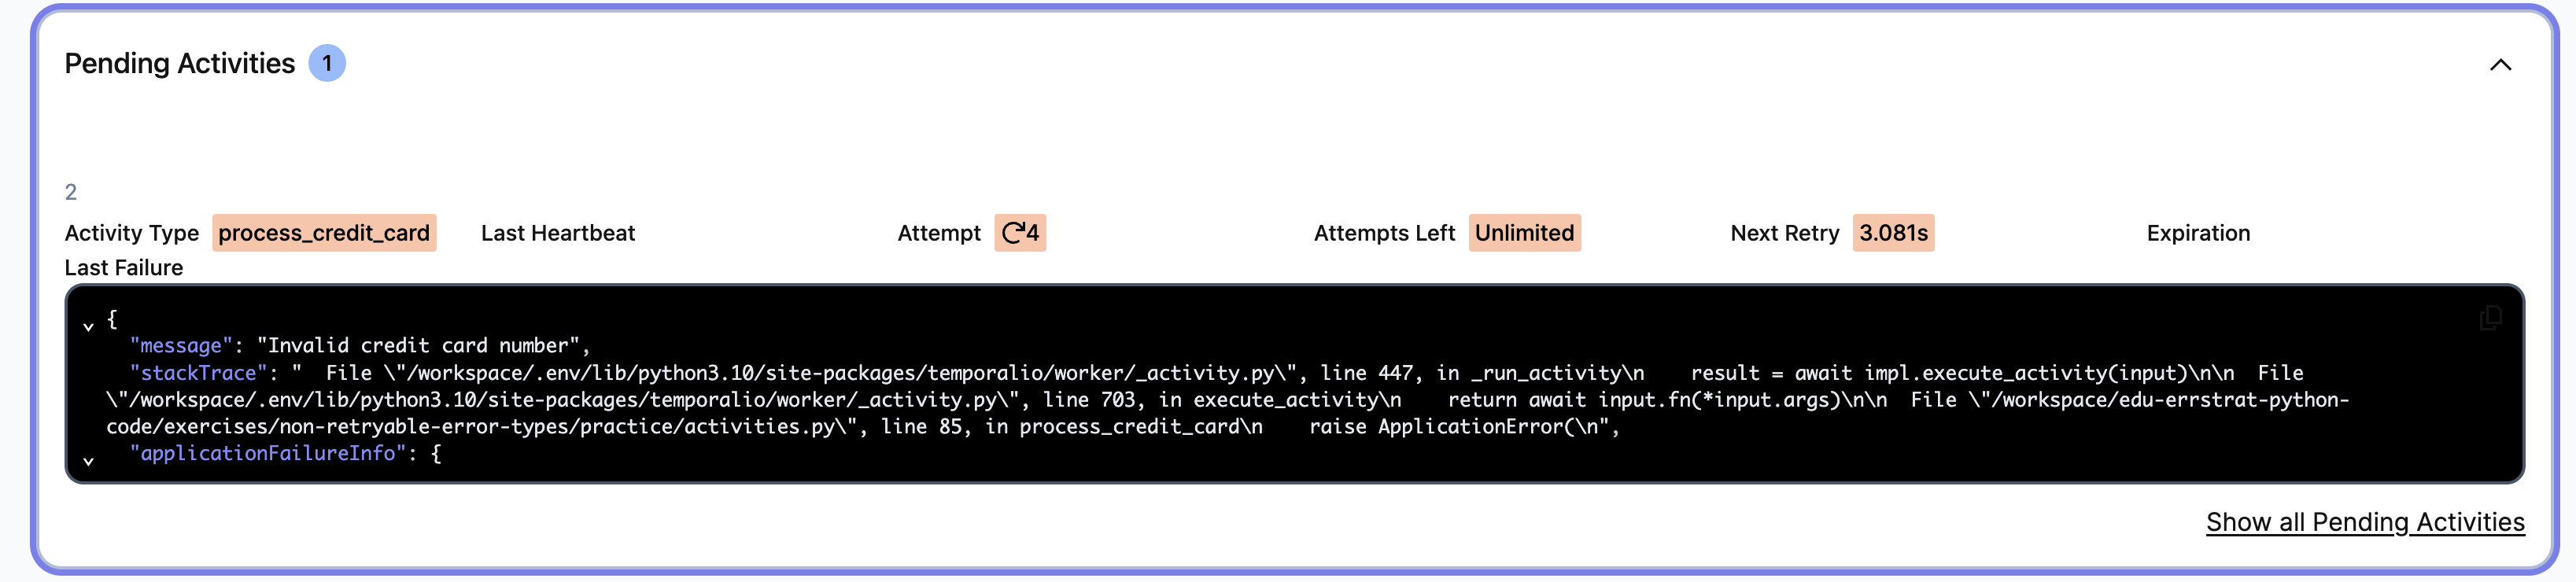 Pending Activities 1
2
Activity Type process_credit_card Last Heartbeat Attempt 4 Attempts Left Unlimited Next Retry 3.081s Expiration
Last Failure
{
"message": "Invalid credit card number",
"stackTrace": "  File \"/workspace/.env/lib/python3.10/site-packages/temporalio/worker/_activity.py\", line 447, in _run_activity\n    result = await impl.execute_activity(input)\n\n  File
\"/workspace/.env/lib/python3.10/site-packages/temporalio/worker/_activity.py\", line 703, in execute_activity\n    return await input.fn(*input.args)\n\n  File \"/workspace/edu-errstrat-python-
code/exercises/non-retryable-error-types/practice/activities.py\", line 85, in process_credit_card\n    raise ApplicationError(\n",
"applicationFailureInfo": {
Show all Pending Activities